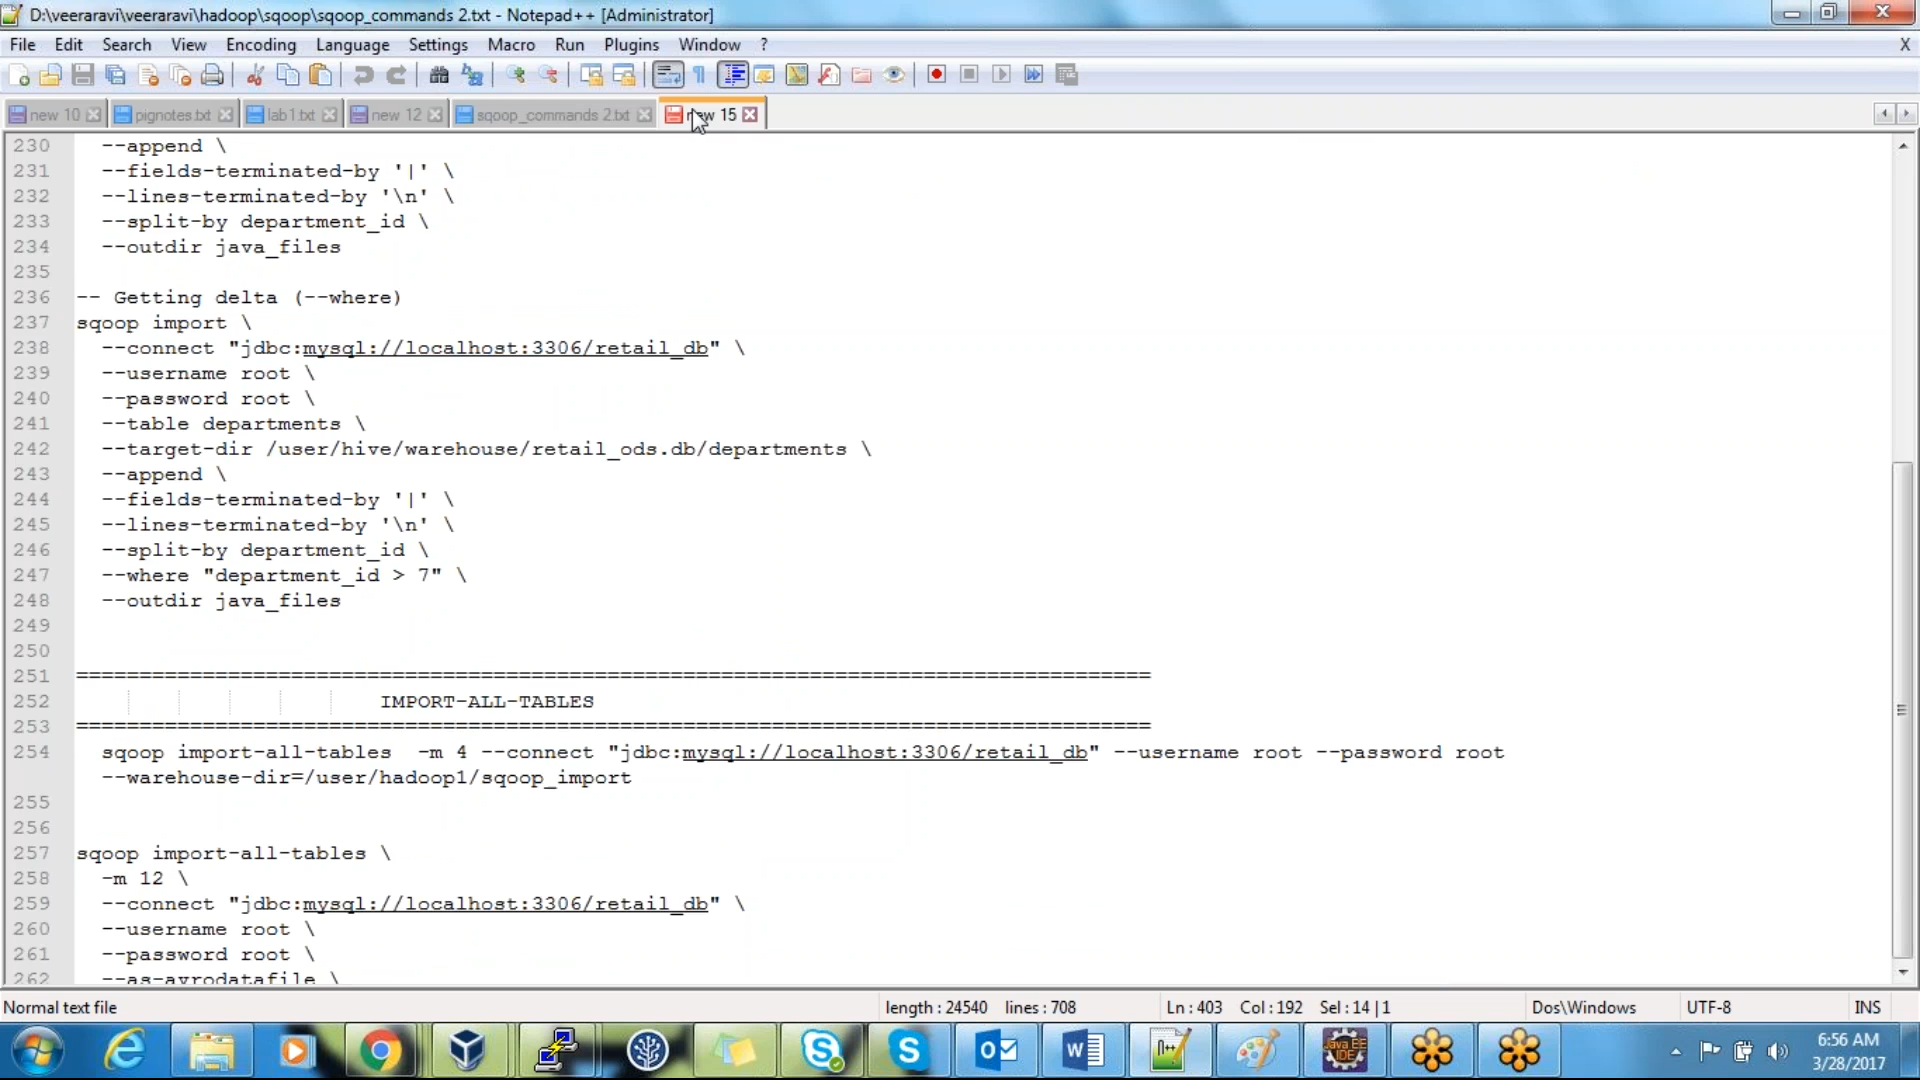 D:\veeraravi\veeraravi\hadoop\sqoop\sqoop_commands 2.txt - Notepad++ [Administrator]
File Edit Search View Encoding Language Settings Macro Run Plugins Window ? X
new 10 pignotes.txt lab1.txt new 12 sqoop_commands 2.txt new 15
230 --append \
231 --fields-terminated-by '|' \
232 --lines-terminated-by '\n' \
233 --split-by department_id \
234 --outdir java_files
235
236 -- Getting delta (--where)
237 sqoop import \
238 --connect "jdbc:mysql://localhost:3306/retail_db" \
239 --username root \
240 --password root \
241 --table departments \
242 --target-dir /user/hive/warehouse/retail_ods.db/departments \
243 --append \
244 --fields-terminated-by '|' \
245 --lines-terminated-by '\n' \
246 --split-by department_id \
247 --where "department_id > 7" \
248 --outdir java_files
249
250
251 =====================================================================================
252 IMPORT-ALL-TABLES
253 =====================================================================================
254 sqoop import-all-tables -m 4 --connect "jdbc:mysql://localhost:3306/retail_db" --username root --password root
--warehouse-dir=/user/hadoop1/sqoop_import
255
256
257 sqoop import-all-tables \
258 -m 12 \
259 --connect "jdbc:mysql://localhost:3306/retail_db" \
260 --username root \
261 --password root \
262 --as-avrodatafile \
Normal text file length : 24540 lines : 708 Ln : 403 Col : 192 Sel : 14 | 1 Dos\Windows UTF-8 INS
6:56 AM
3/28/2017